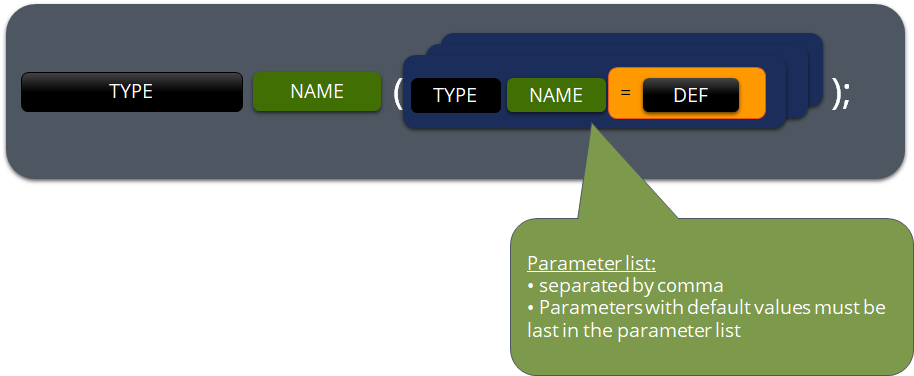 TYPE NAME ( TYPE NAME = DEF );
Parameter list:
• separated by comma
• Parameters with default values must be
last in the parameter list